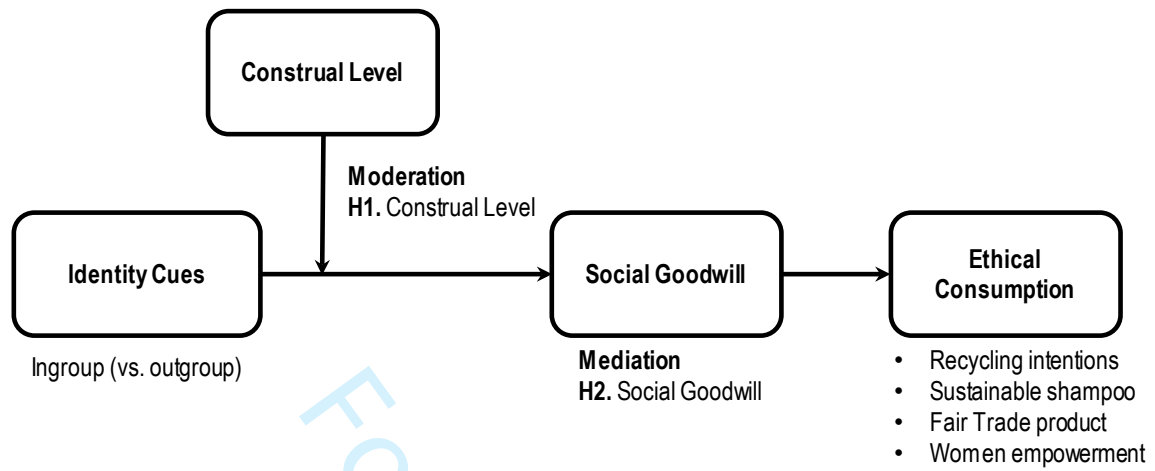 Construal Level
Moderation
H1. Construal Level
Identity Cues
Social Goodwill
Ethical
Consumption
Ingroup (vs. outgroup)
Mediation
H2. Social Goodwill
• Recycling intentions
• Sustainable shampoo
• Fair Trade product
• Women empowerment
Fo